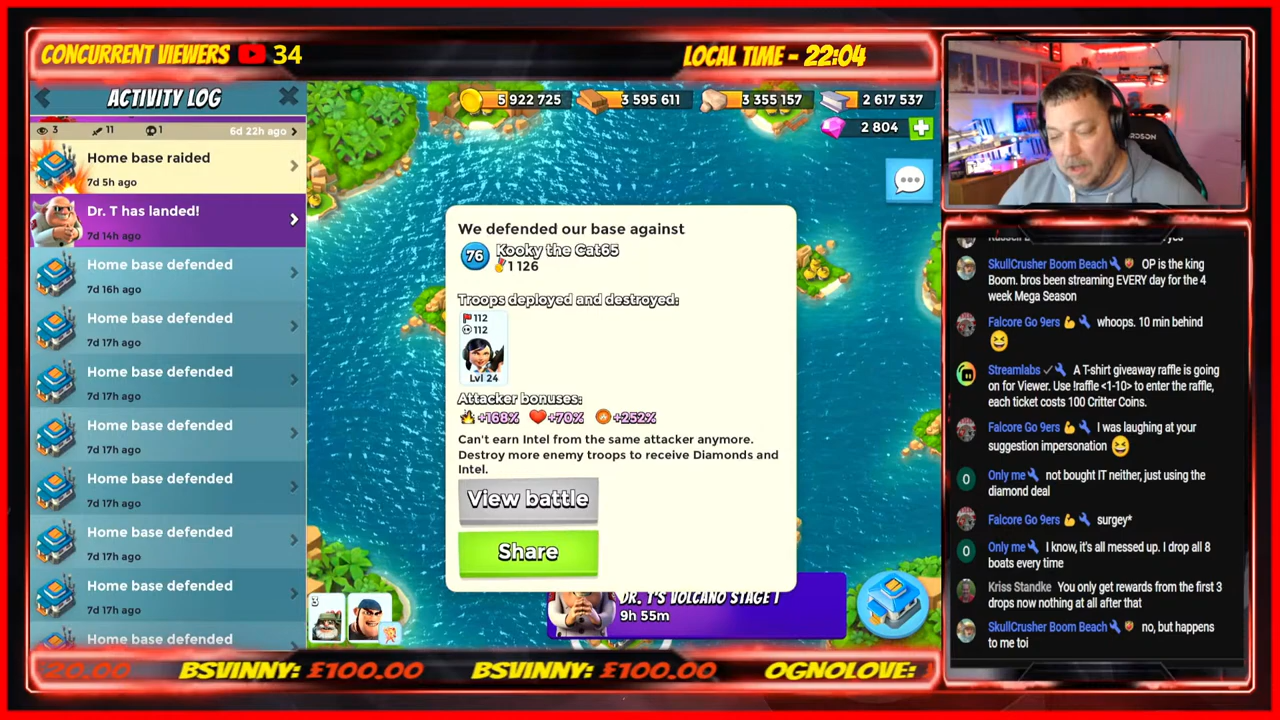 CONCURRENT VIEWERS 34
LOCAL TIME - 22:04
ACTIVITY LOG
3 11 1 6d 22h ago
Home base raided
7d 5h ago
Dr. T has landed!
7d 14h ago
Home base defended
7d 16h ago
Home base defended
7d 17h ago
Home base defended
7d 17h ago
Home base defended
7d 17h ago
Home base defended
7d 17h ago
Home base defended
7d 17h ago
Home base defended
7d 17h ago
Home base defended
5 922 725
3 595 611
3 355 157
2 617 537
2 804
We defended our base against
76 Kooky the Cat65
1 126
Troops deployed and destroyed:
112
112
Lvl 24
Attacker bonuses:
+168% +70% +252%
Can't earn Intel from the same attacker anymore.
Destroy more enemy troops to receive Diamonds and
Intel.
View battle
Share
3
DR. T'S VOLCANO STAGE 1
9h 55m
SkullCrusher Boom Beach OP is the king
Boom. bros been streaming EVERY day for the 4
week Mega Season
Falcore Go 9ers whoops. 10 min behind
Streamlabs A T-shirt giveaway raffle is going
on for Viewer. Use !raffle <1-10> to enter the raffle,
each ticket costs 100 Critter Coins.
Falcore Go 9ers I was laughing at your
suggestion impersonation
O Only me not bought IT neither, just using the
diamond deal
Falcore Go 9ers surgey*
O Only me I know, it's all messed up. I drop all 8
boats every time
Kriss Standke You only get rewards from the first 3
drops now nothing at all after that
SkullCrusher Boom Beach no, but happens
to me toi
20.00 BSVINNY: £100.00 BSVINNY: £100.00 OGNOLOVE: